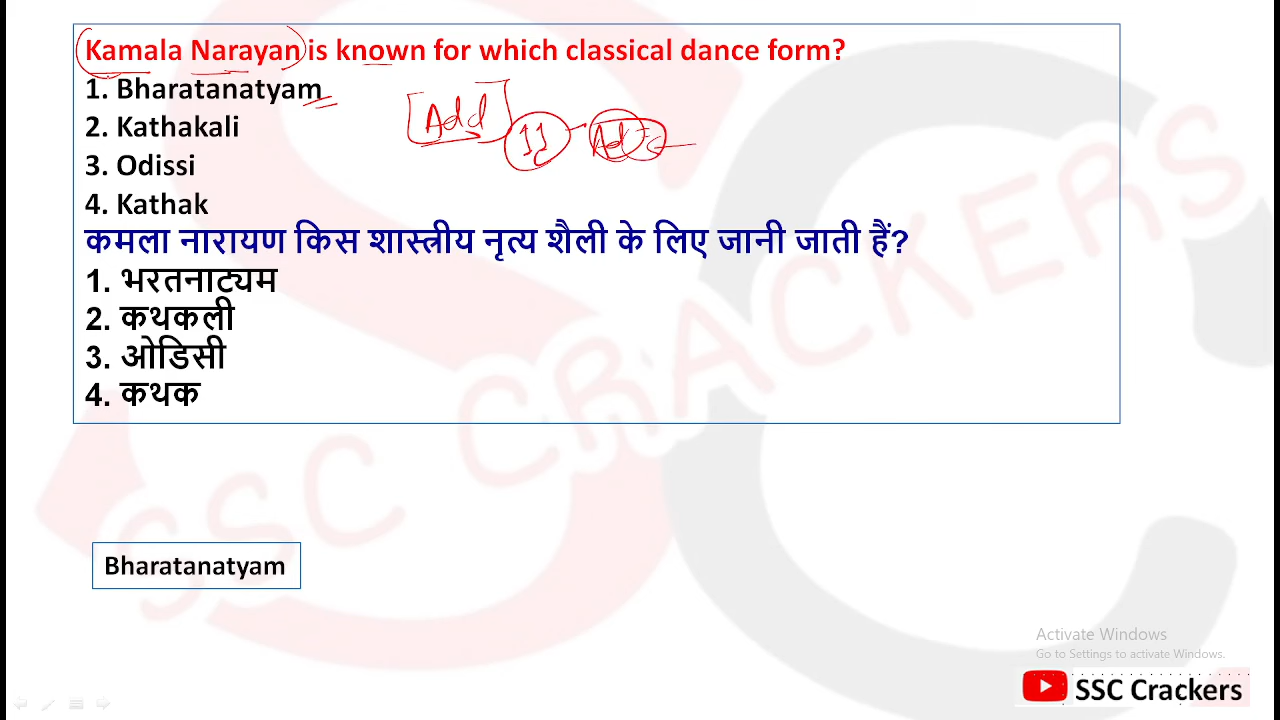 Kamala Narayan is known for which classical dance form?
1. Bharatanatyam
Add
2. Kathakali
11
3. Odissi
4. Kathak
कमला नारायण किस शास्त्रीय नृत्य शैली के लिए जानी जाती हैं?
1. भरतनाट्यम
2. कथकली
3. ओडिसी
4. कथक
SSC CRACKERS
Bharatanatyam
Activate Windows
Go to Settings to activate Windows.
SSC Crackers